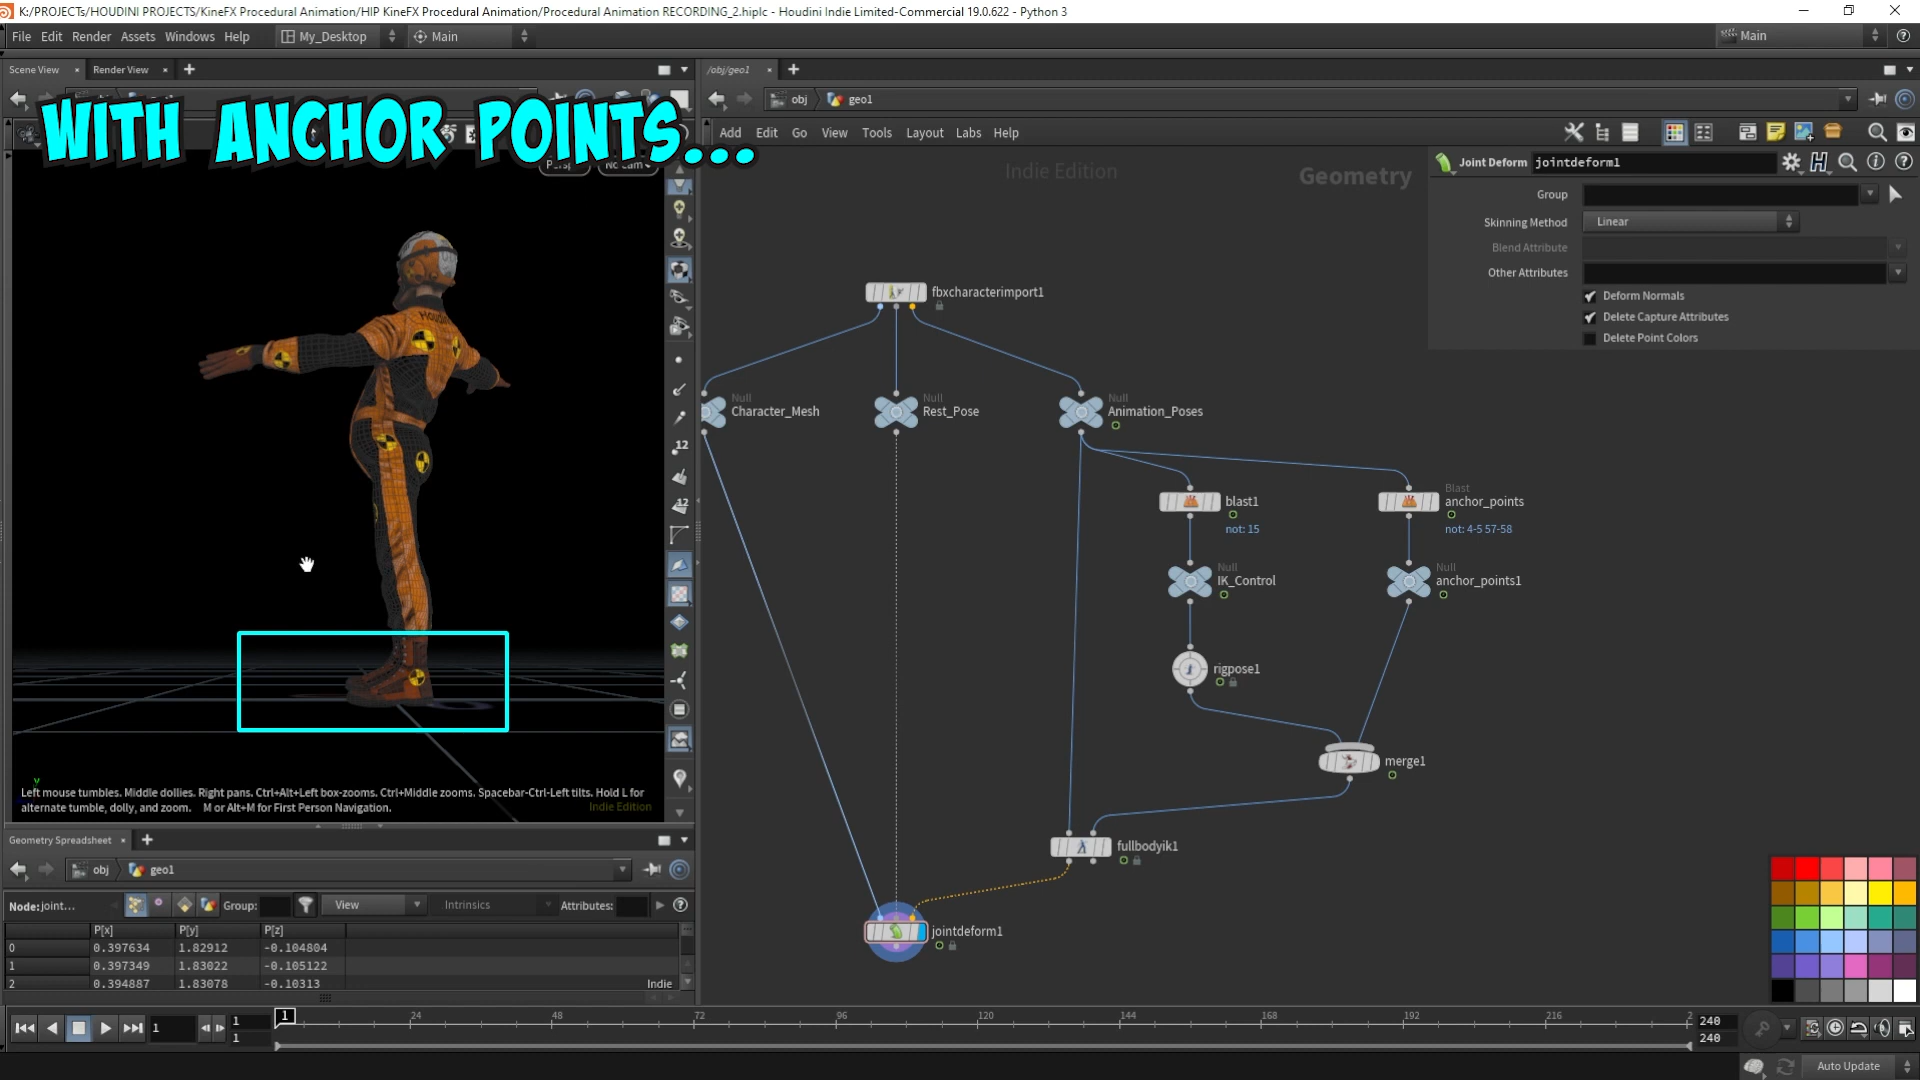 K:/PROJECTs/HOUDINI PROJECTS/KineFX Procedural Animation/HIP KineFX Procedural Animation/Procedural Animation RECORDING_2.hiplc - Houdini Indie Limited-Commercial 19.0.622 - Python 3
File Edit Render Assets Windows Help My_Desktop Main Main
Scene View Render View /obj/geo1
obj geo1
WITH ANCHOR POINTS...
Add Edit Go View Tools Layout Labs Help
Indie Edition Geometry
Joint Deform jointdeform1
Group
Skinning Method Linear
Blend Attribute
Other Attributes
Deform Normals
Delete Capture Attributes
Delete Point Colors
fbxcharacterimport1
Null
Character_Mesh
Null
Rest_Pose
Null
Animation_Poses
blast1
not: 15
Blast
anchor_points
not: 4-5 57-58
Null
IK_Control
Null
anchor_points1
rigpose1
merge1
fullbodyik1
jointdeform1
Houdini
12
12
Left mouse tumbles. Middle dollies. Right pans. Ctrl+Alt+Left box-zooms. Ctrl+Middle zooms. Spacebar-Ctrl-Left tilts. Hold L for
alternate tumble, dolly, and zoom. M or Alt+M for First Person Navigation.
Indie Edition
Geometry Spreadsheet
obj geo1
Node: joint... Group: View Intrinsics Attributes:
P[x] P[y] P[z]
0 0.397634 1.82912 -0.104804
1 0.397349 1.83022 -0.105122
2 0.394887 1.83078 -0.10313
Indie
1 1 1 24 48 72 96 120 144 168 192 216 2 240
1 240
Auto Update